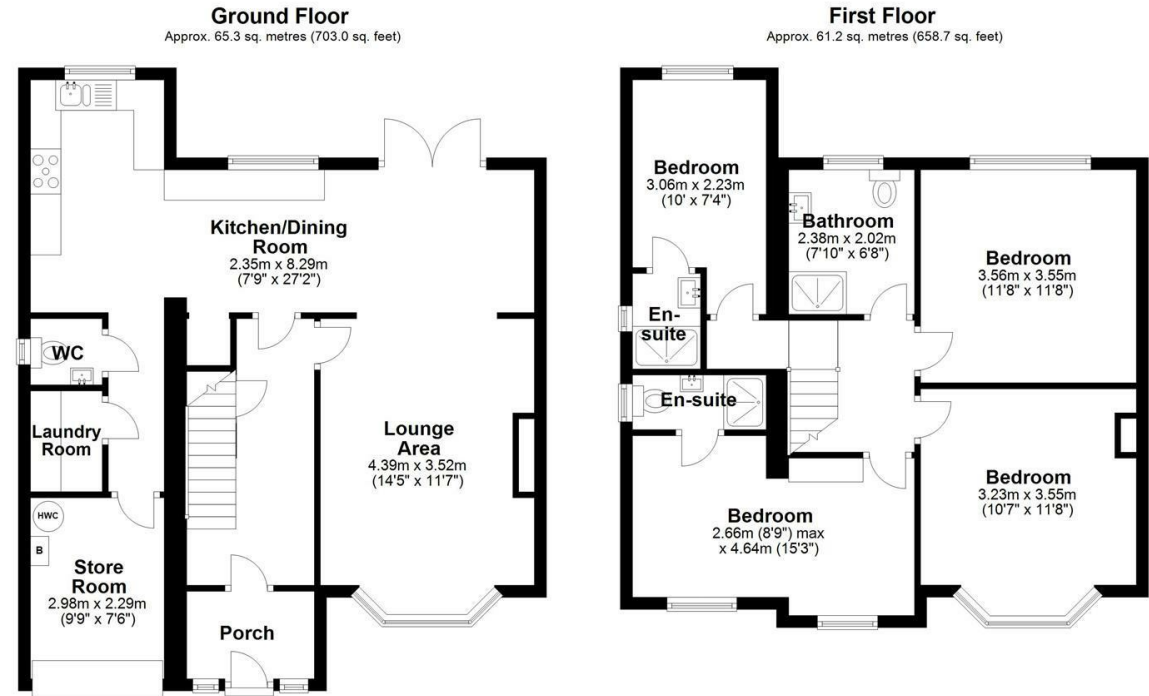 Ground Floor
Approx. 65.3 sq. metres (703.0 sq. feet)
Kitchen/Dining
Room
2.35m x 8.29m
(7'9" x 27'2")
WC
Laundry
Room
Lounge
Area
4.39m x 3.52m
(14'5" x 11'7")
HWC
B
Store
Room
2.98m x 2.29m
(9'9" x 7'6")
Porch
First Floor
Approx. 61.2 sq. metres (658.7 sq. feet)
Bedroom
3.06m x 2.23m
(10' x 7'4")
Bathroom
2.38m x 2.02m
(7'10" x 6'8")
Bedroom
3.56m x 3.55m
(11'8" x 11'8")
En-
suite
En-suite
Bedroom
2.66m (8'9") max
x 4.64m (15'3")
Bedroom
3.23m x 3.55m
(10'7" x 11'8")